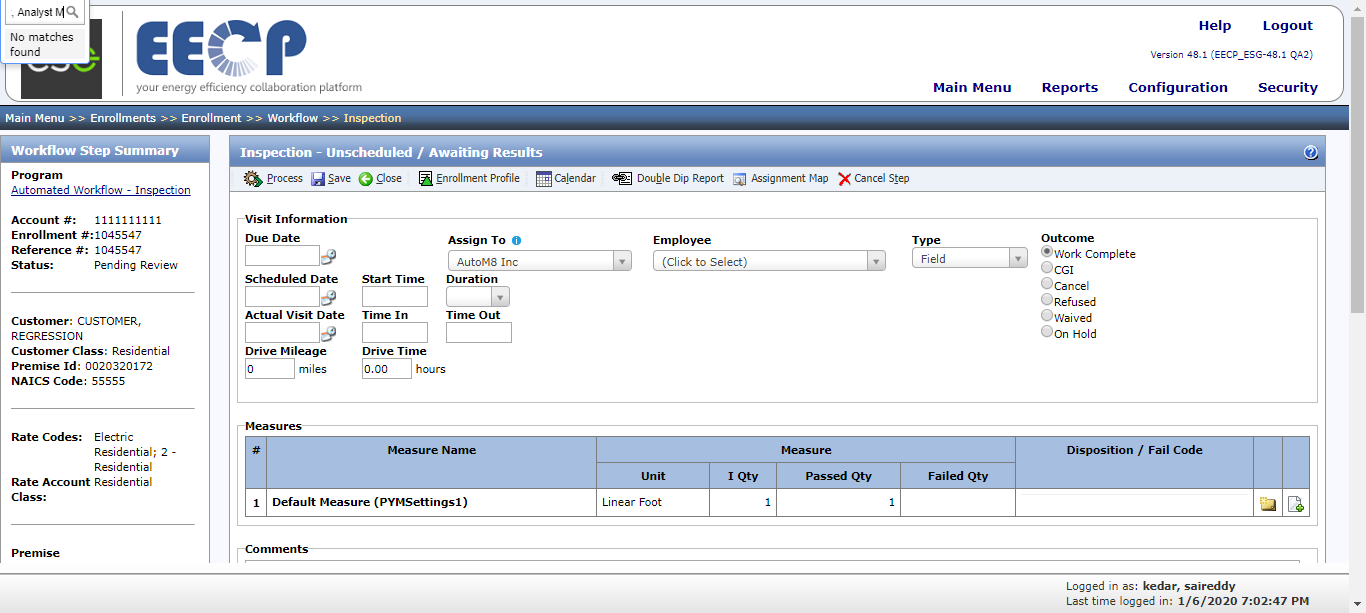 , Analyst M
No matches
found
esg
EECP
your energy efficiency collaboration platform
Help Logout
Version 48.1 (EECP_ESG-48.1 QA2)
Main Menu Reports Configuration Security
Main Menu >> Enrollments >> Enrollment >> Workflow >> Inspection
Workflow Step Summary
Program
Automated Workflow - Inspection
Account #: 1111111111
Enrollment #:1045547
Reference #: 1045547
Status: Pending Review
Customer: CUSTOMER,
REGRESSION
Customer Class: Residential
Premise Id: 0020320172
NAICS Code: 55555
Rate Codes: Electric
Residential; 2 -
Residential
Rate Account Residential
Class:
Premise
Inspection - Unscheduled / Awaiting Results
Process Save Close Enrollment Profile Calendar Double Dip Report Assignment Map Cancel Step
Visit Information
Due Date Assign To Employee Type Outcome
AutoM8 Inc (Click to Select) Field Work Complete
CGI
Scheduled Date Start Time Duration Cancel
Refused
Actual Visit Date Time In Time Out Waived
On Hold
Drive Mileage Drive Time
0 miles 0.00 hours
Measures
# Measure Name Measure Disposition / Fail Code
Unit I Qty Passed Qty Failed Qty
1 Default Measure (PYMSettings1) Linear Foot 1 1
Comments
Logged in as: kedar, saireddy
Last time logged in: 1/6/2020 7:02:47 PM